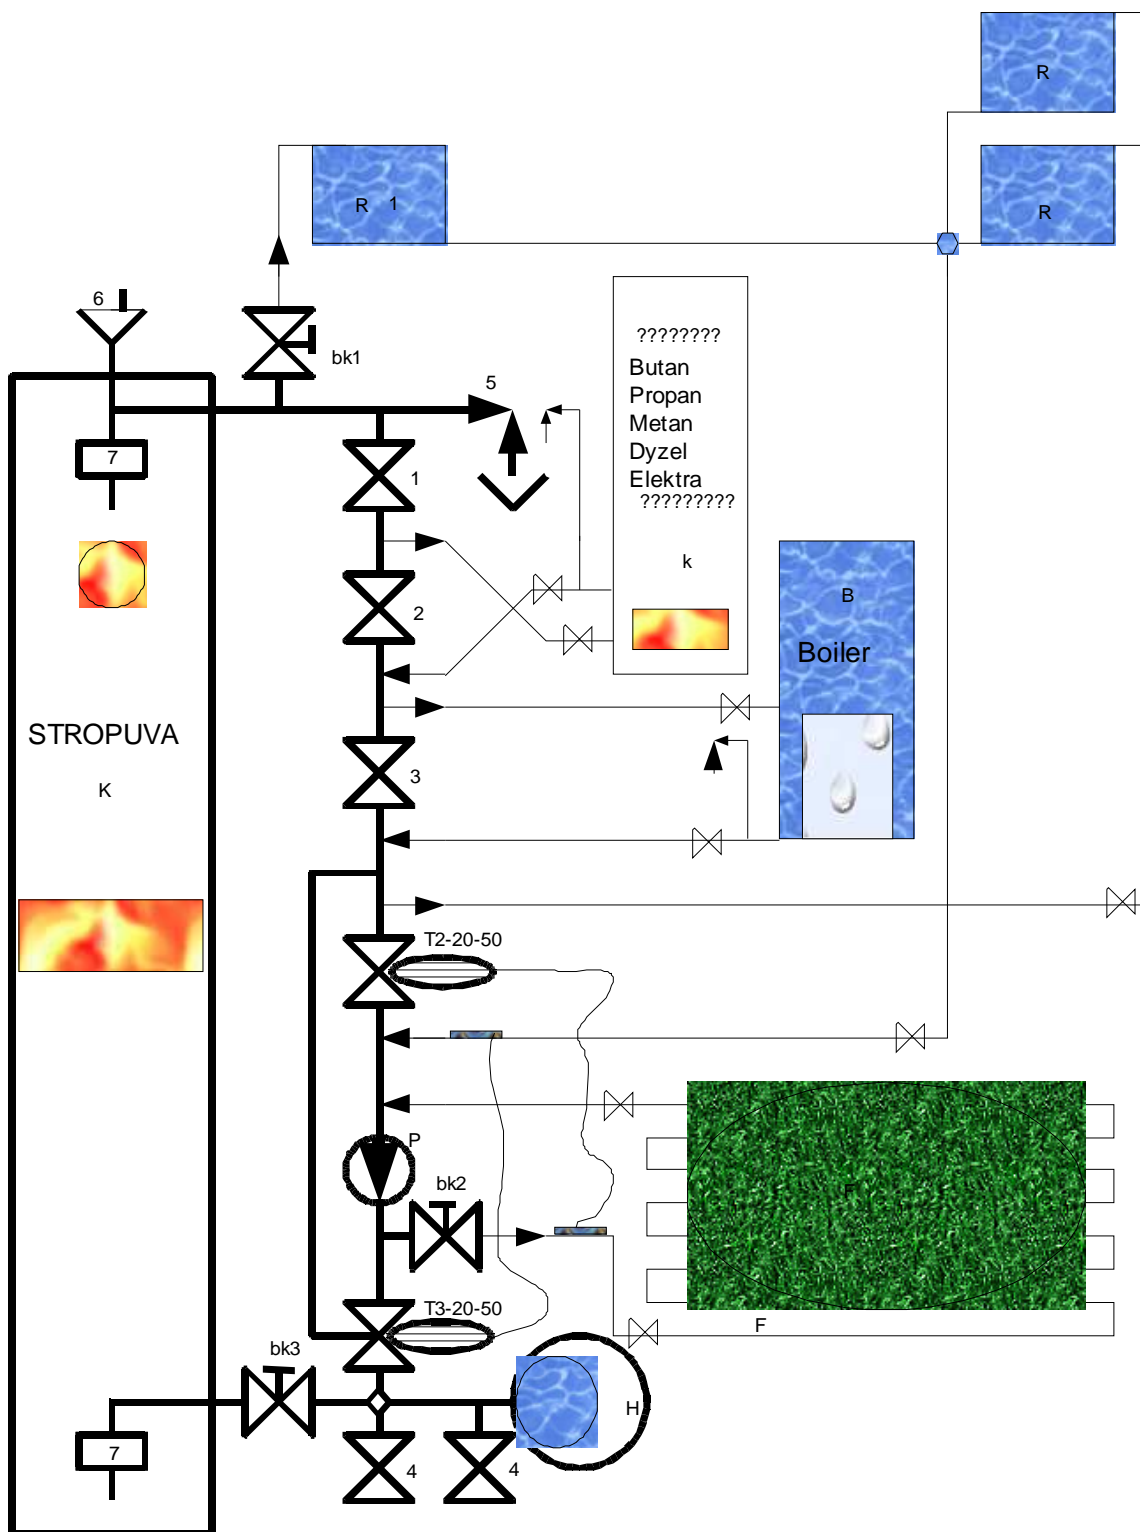 R
R 1
R
6
bk1
5
????????
Butan
Propan
Metan
Dyzel
Elektra
?????????
k
7
1
2
B
Boiler
STROPUVA
K
3
T2-20-50
P
bk2
F
T3-20-50
F
bk3
H
7
4
4